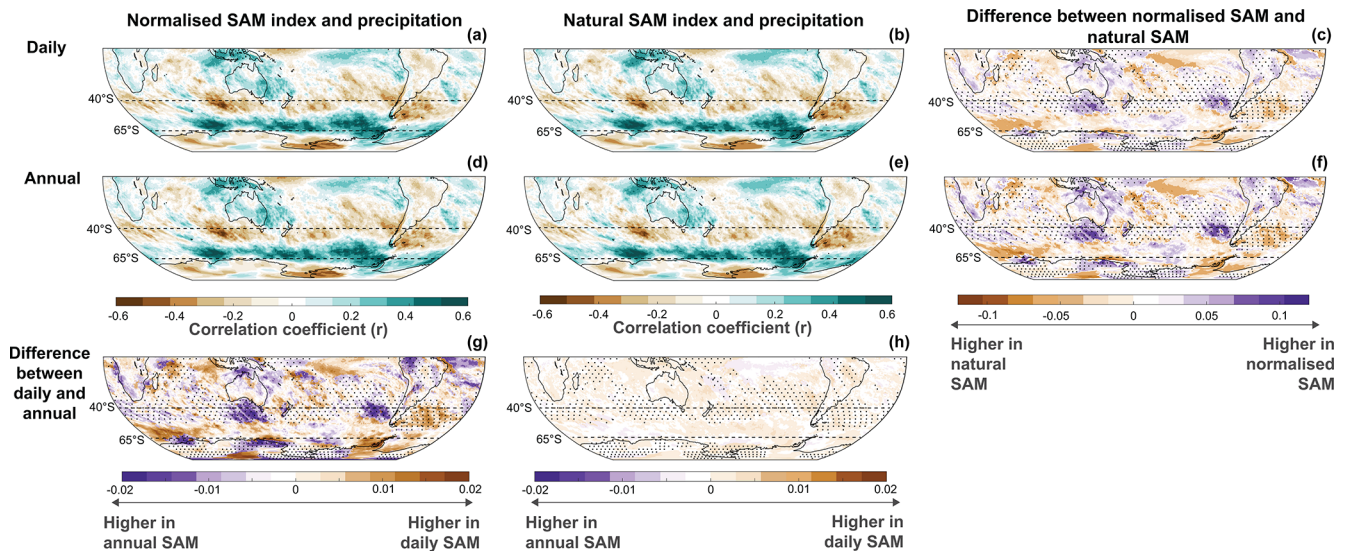 Normalised SAM index and precipitation
Natural SAM index and precipitation
Difference between normalised SAM and
natural SAM
Daily
(a)
(b)
(c)
40°S
65°S
Annual
(d)
(e)
(f)
40°S
65°S
40°S
65°S
-0.6 -0.4 -0.2 0 0.2 0.4 0.6
Correlation coefficient (r)
-0.6 -0.4 -0.2 0 0.2 0.4 0.6
Correlation coefficient (r)
-0.1 -0.05 0 0.05 0.1
Higher in
natural
SAM
Higher in
normalised
SAM
Difference
between
daily and
annual
(g)
(h)
40°S
65°S
40°S
65°S
-0.02 -0.01 0 0.01 0.02
Higher in
annual SAM
Higher in
daily SAM
-0.02 -0.01 0 0.01 0.02
Higher in
annual SAM
Higher in
daily SAM